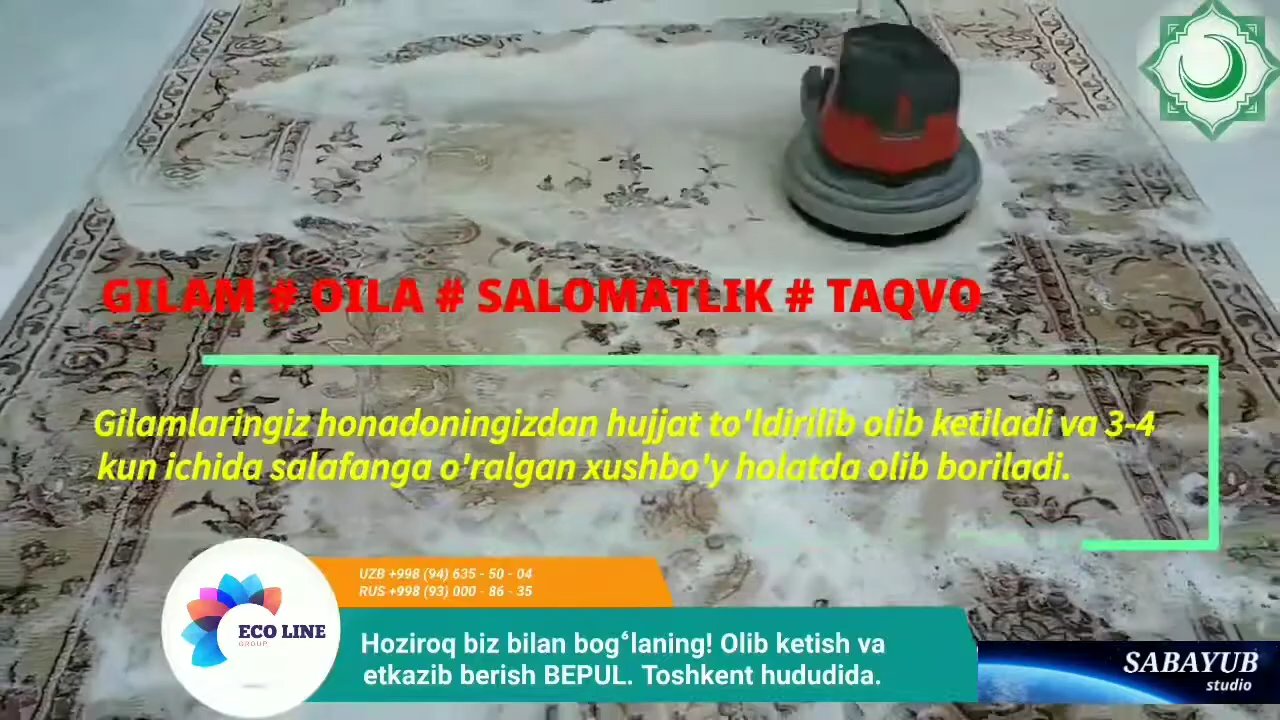 GILAM # OILA # SALOMATLIK # TAQVO
Gilamlaringiz honadoningizdan hujjat to'ldirilib olib ketiladi va 3-4
kun ichida salafanga o'ralgan xushbo'y holatda olib boriladi.
UZB +998 (94) 635 - 50 - 04
RUS +998 (93) 000 - 86 - 35
ECO LINE
GROUP
Hoziroq biz bilan bogʻlaning! Olib ketish va
etkazib berish BEPUL. Toshkent hududida.
SABAYUB
studio